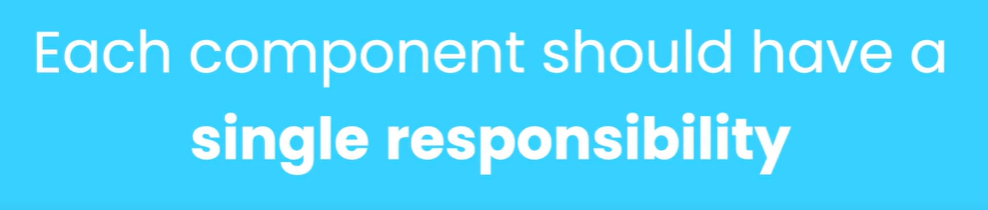 Each component should have a
single responsibility